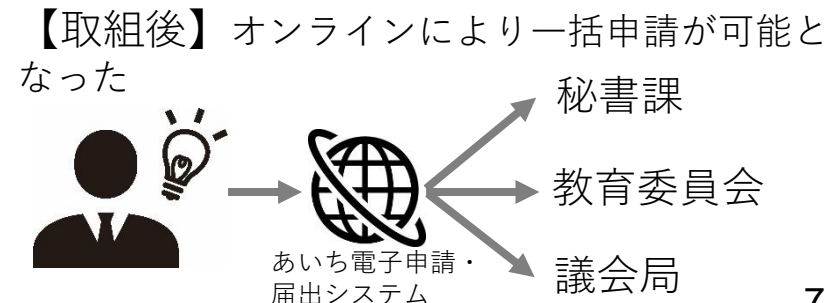 【取組後】オンラインにより一括申請が可能と
なった
秘書課
教育委員会
あいち電子申請・
届出システム
議会局
7